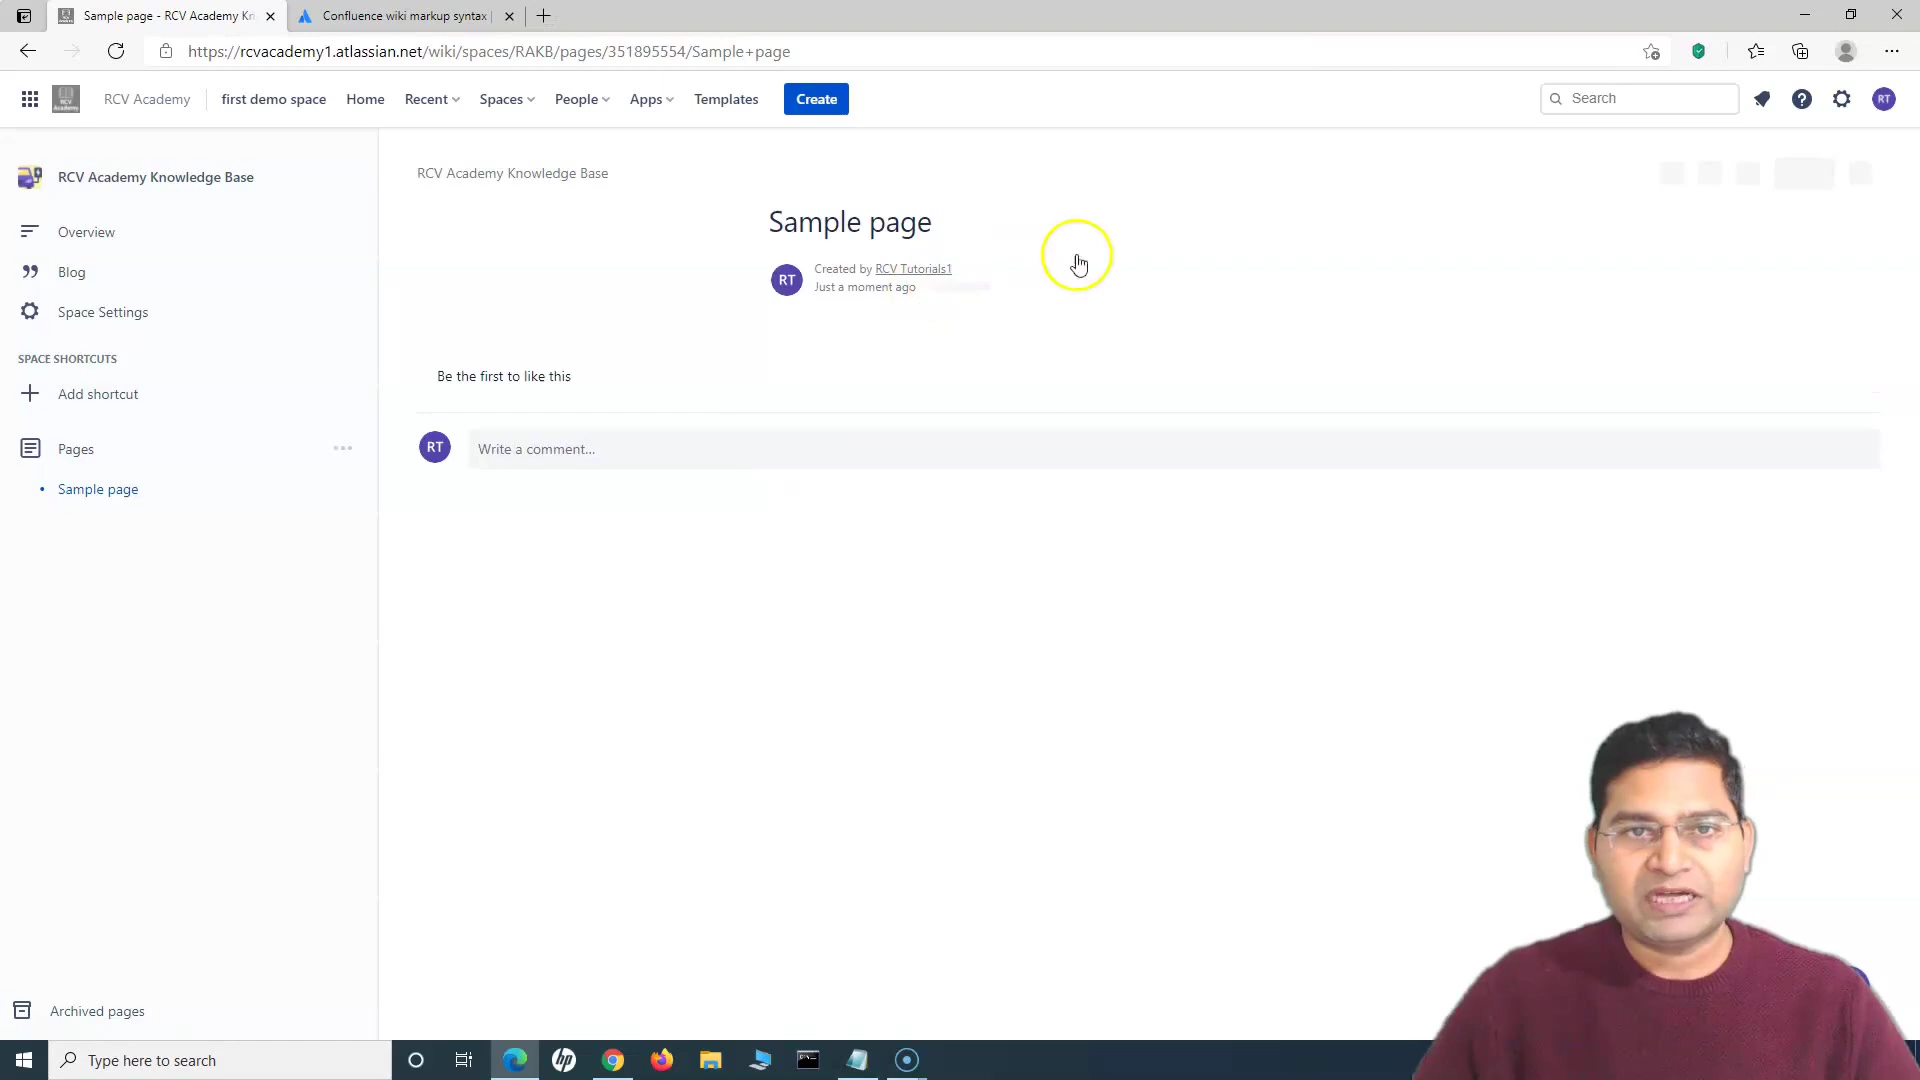 Sample page - RCV Academy Kn
Confluence wiki markup syntax
https://rcvacademy1.atlassian.net/wiki/spaces/RAKB/pages/351895554/Sample+page
RCV Academy
first demo space
Home
Recent
Spaces
People
Apps
Templates
Create
Search
RT
RCV Academy Knowledge Base
Overview
Blog
Space Settings
SPACE SHORTCUTS
Add shortcut
Pages
Sample page
Archived pages
RCV Academy Knowledge Base
Sample page
RT
Created by RCV Tutorials1
Just a moment ago
Be the first to like this
RT
Write a comment...
Type here to search
hp